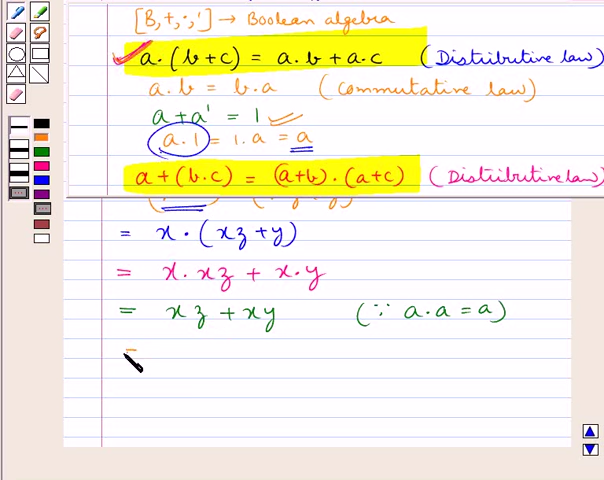 [B,+,·,'] → Boolean algebra
a·(b+c) = a.b + a.c (Distributive law)
a.b = b.a (Commutative law)
a+a' = 1
a.1 = 1.a = a
a+(b.c) = (a+b).(a+c) (Distributive law)
= x·(xz+y)
= x.xz + x.y
= xz + xy (∵ a.a = a)
=